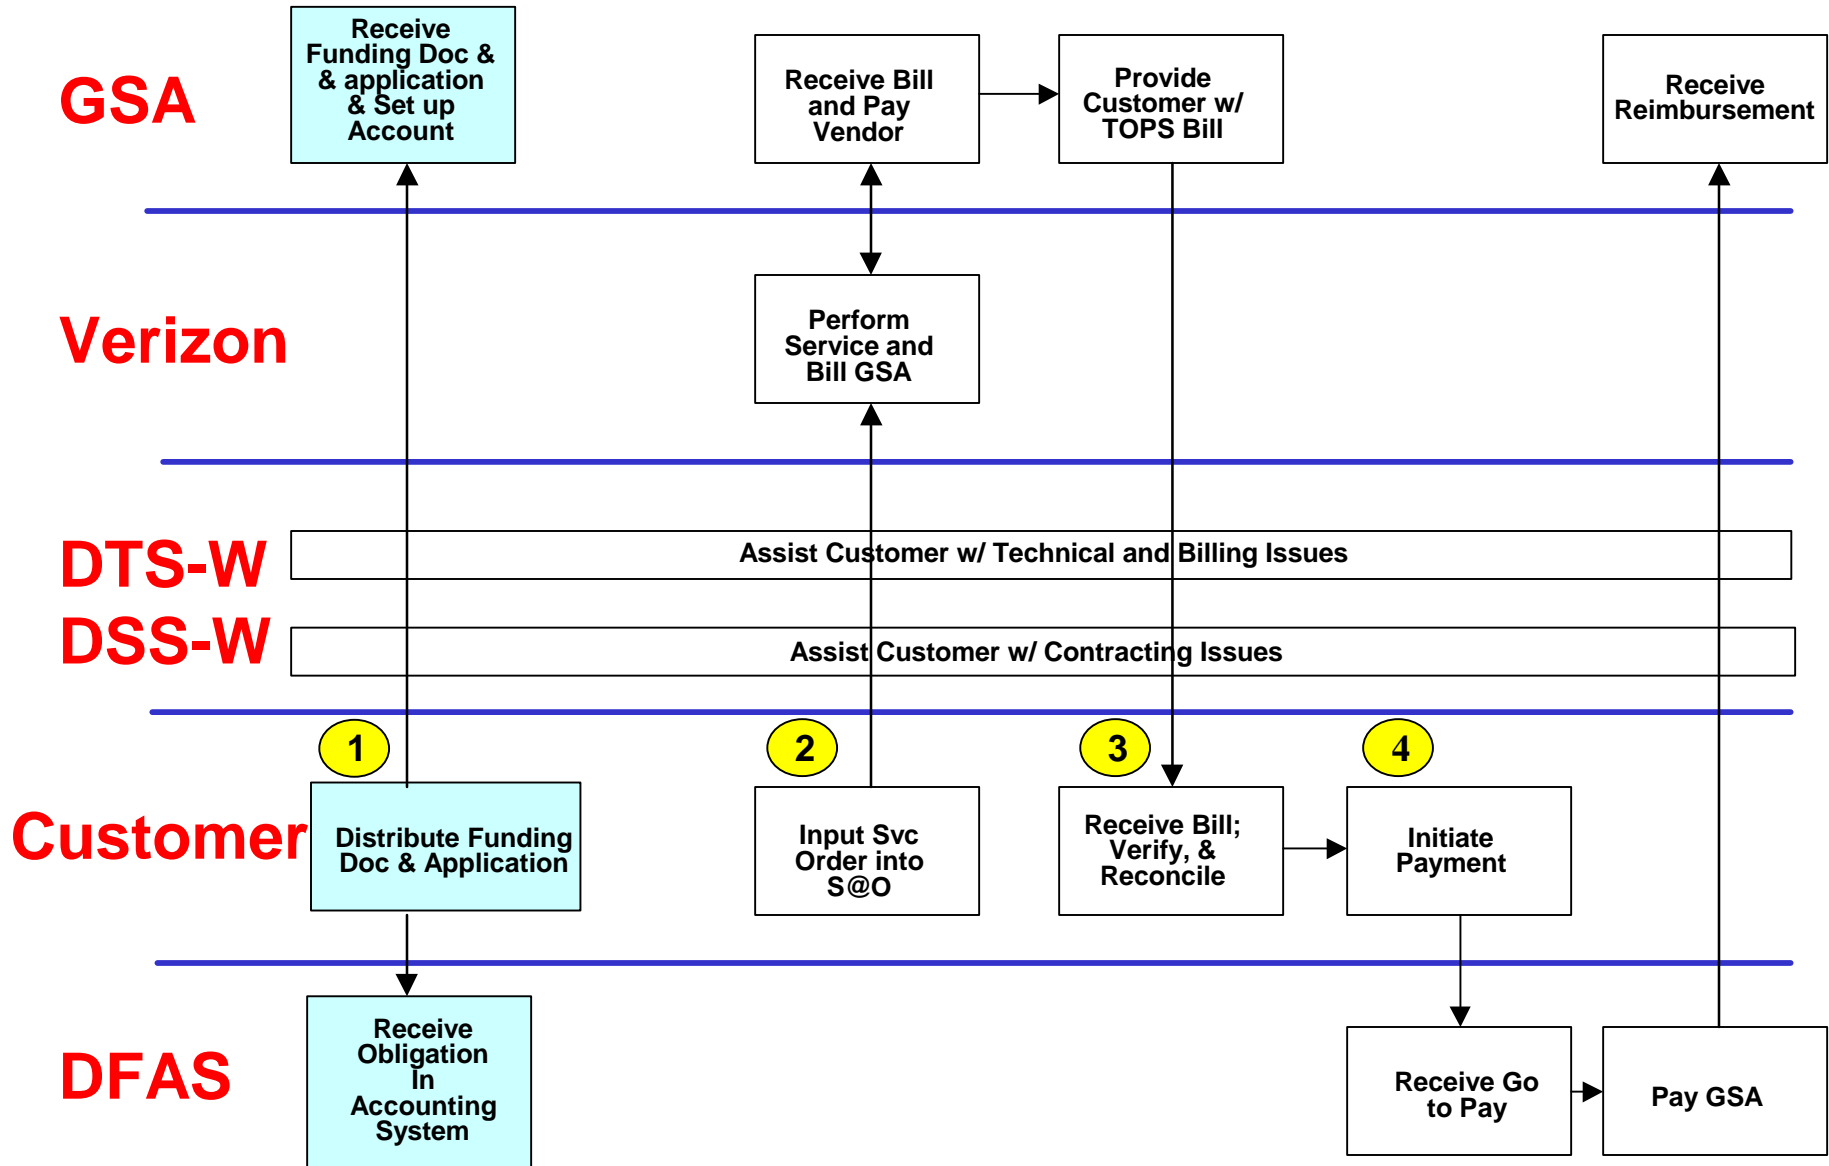 GSA
Receive
Funding Doc &
& application
& Set up
Account
Receive Bill
and Pay
Vendor
Provide
Customer w/
TOPS Bill
Receive
Reimbursement
Verizon
Perform
Service and
Bill GSA
DTS-W
Assist Customer w/ Technical and Billing Issues
DSS-W
Assist Customer w/ Contracting Issues
1
2
3
4
Customer
Distribute Funding
Doc & Application
Input Svc
Order into
S@O
Receive Bill;
Verify, &
Reconcile
Initiate
Payment
DFAS
Receive
Obligation
In
Accounting
System
Receive Go
to Pay
Pay GSA